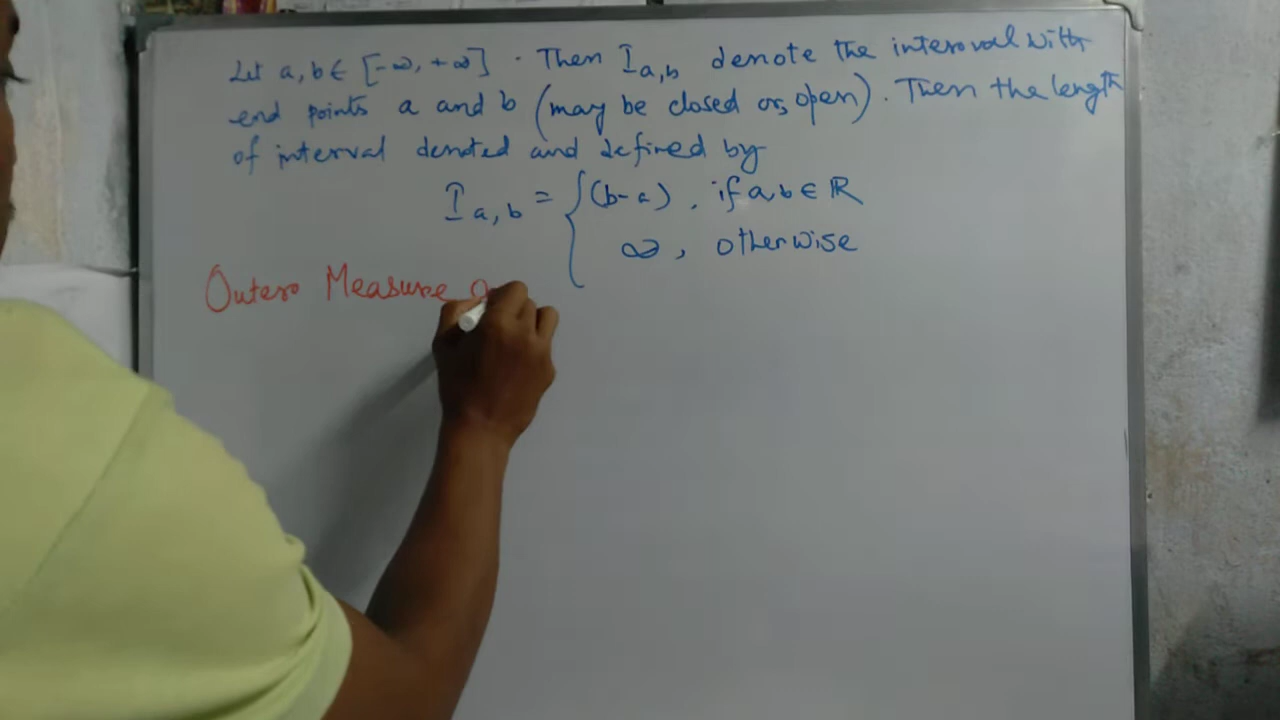 Let a, b ∈ [-∞, +∞] . Then I_{a,b} denote the interval with
end points a and b (may be closed or open). Then the length
of interval denoted and defined by
I_{a,b} = { (b-a) , if a, b ∈ ℝ
∞ , otherwise
Outer Measure